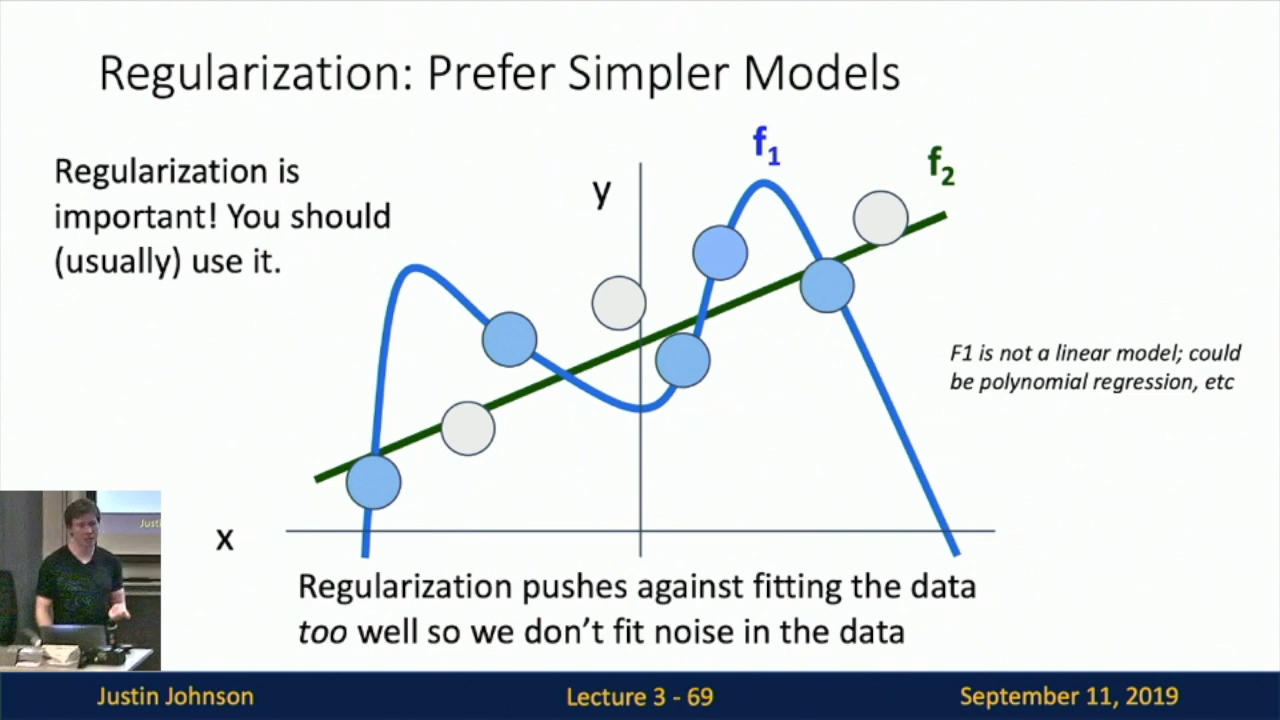 Regularization: Prefer Simpler Models
Regularization is
important! You should
(usually) use it.
y
f1
f2
F1 is not a linear model; could
be polynomial regression, etc
x
Justi
Regularization pushes against fitting the data
too well so we don't fit noise in the data
Justin Johnson
Lecture 3 - 69
September 11, 2019